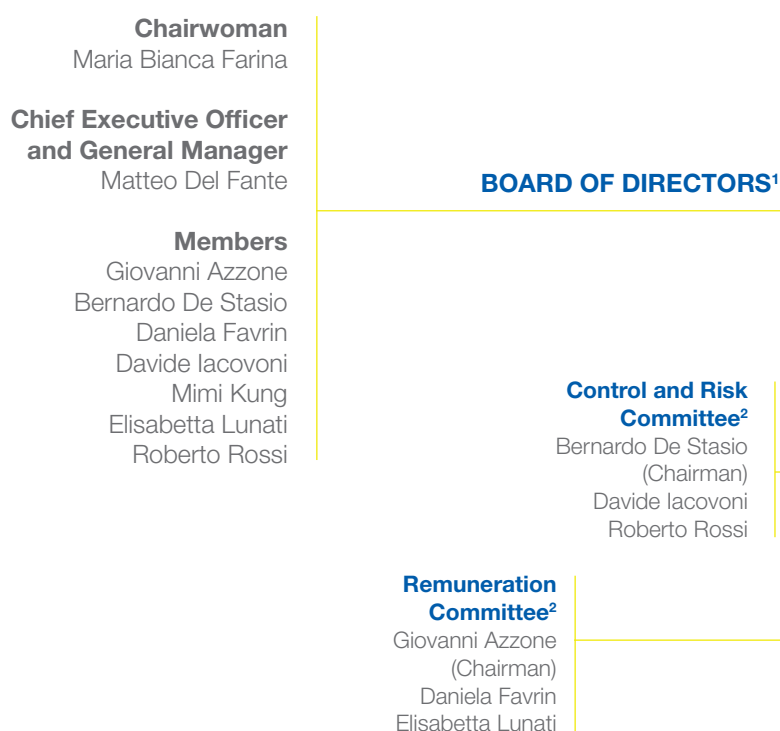 Chairwoman
Maria Bianca Farina
Chief Executive Officer
and General Manager
Matteo Del Fante
Members
Giovanni Azzone
Bernardo De Stasio
Daniela Favrin
Davide Iacovoni
Mimi Kung
Elisabetta Lunati
Roberto Rossi
BOARD OF DIRECTORS¹
Control and Risk
Committee²
Bernardo De Stasio
(Chairman)
Davide Iacovoni
Roberto Rossi
Remuneration
Committee²
Giovanni Azzone
(Chairman)
Daniela Favrin
Elisabetta Lunati